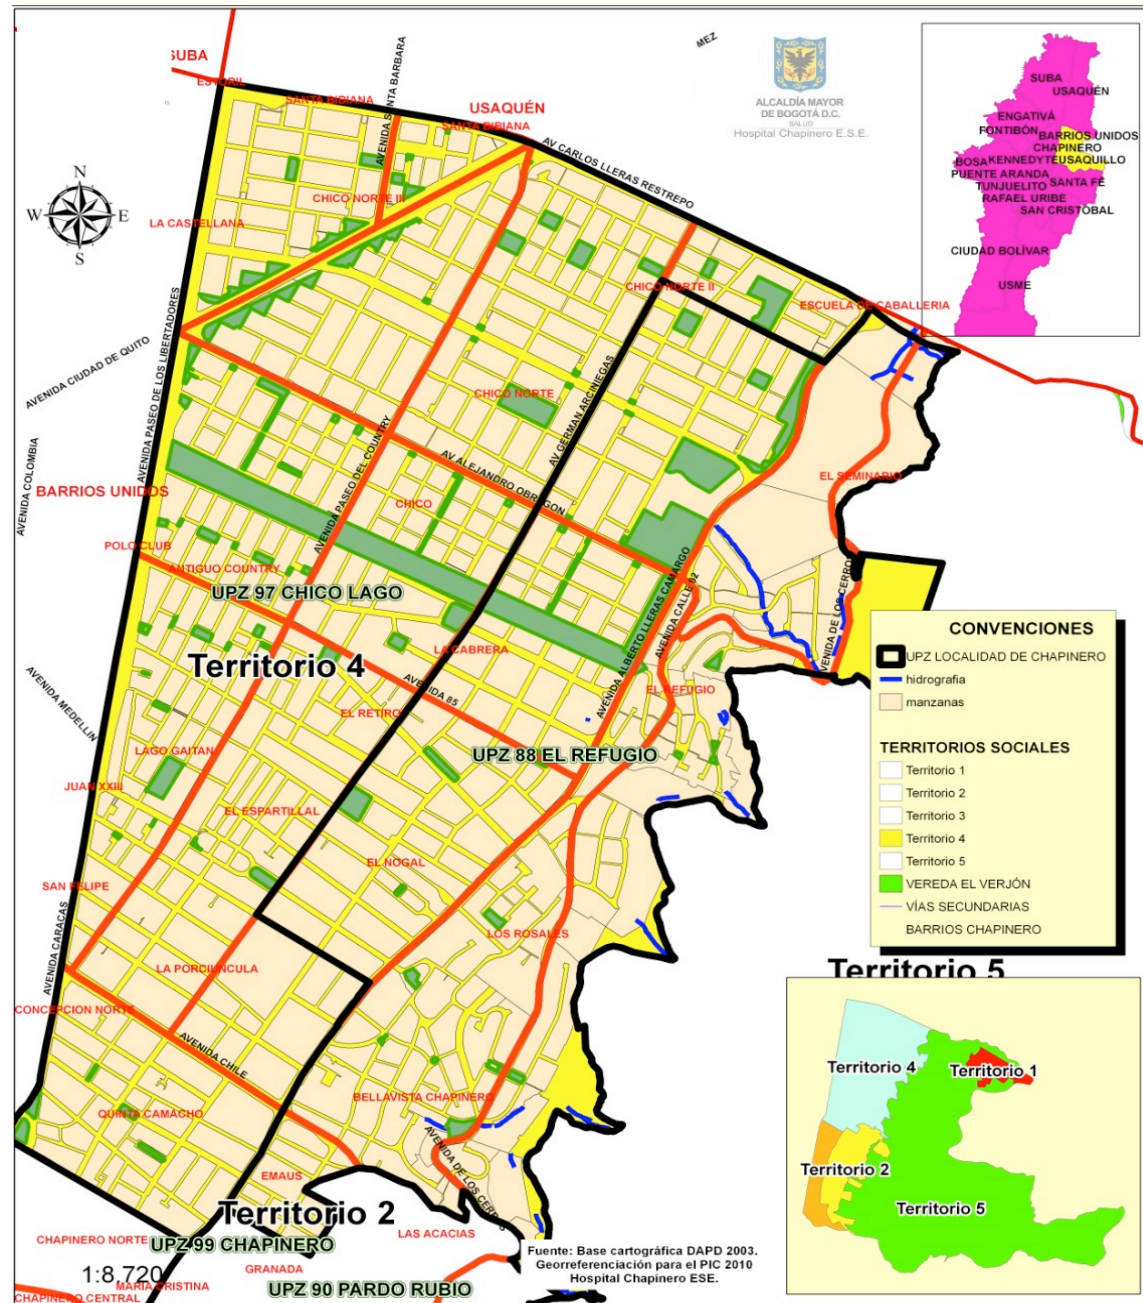 SUBA
ESTORIL
SANTA BIBIANA
AVENIDA SANTA BARBARA
USAQUÉN
SANTA BIBIANA
AV CARLOS LLERAS RESTREPO
MEZ
ALCALDÍA MAYOR
DE BOGOTÁ D.C.
SALUD
Hospital Chapinero E.S.E.
SUBA
USAQUÉN
ENGATIVÁ
FONTIBÓN
BARRIOS UNIDOS
CHAPINERO
BOSA
KENNEDY
TEUSAQUILLO
PUENTE ARANDA
TUNJUELITO
SANTA FÉ
RAFAEL URIBE
SAN CRISTÓBAL
CIUDAD BOLÍVAR
USME
N
W
E
S
CHICO NORTE III
LA CASTELLANA
CHICO NORTE II
ESCUELA DE CABALLERIA
AVENIDA PASEO DE LOS LIBERTADORES
AVENIDA CIUDAD DE QUITO
AVENIDA COLOMBIA
CHICO NORTE
AV GERMAN ARCINIEGAS
AVENIDA PASEO DEL COUNTRY
AV ALEJANDRO OBREGON
EL SEMINARIO
BARRIOS UNIDOS
CHICO
POLO CLUB
ANTIGUO COUNTRY
UPZ 97 CHICO LAGO
AVENIDA ALBERTO LLERAS CAMARGO
AVENIDA CALLE 92
AVENIDA DE LOS CERROS
Territorio 4
LA CABRERA
AVENIDA 85
EL REFUGIO
EL RETIRO
AVENIDA MEDELLIN
LAGO GAITAN
UPZ 88 EL REFUGIO
JUAN XXIII
EL ESPARTILLAL
EL NOGAL
SAN FELIPE
LOS ROSALES
AVENIDA CARACAS
LA PORCIUNCULA
CONCEPCION NORTE
AVENIDA CHILE
BELLAVISTA CHAPINERO
QUINTA CAMACHO
AVENIDA DE LOS CERROS
EMAUS
Territorio 2
LAS ACACIAS
CHAPINERO NORTE
UPZ 99 CHAPINERO
GRANADA
1:8,720
MARIA CRISTINA
UPZ 90 PARDO RUBIO
CHAPINERO CENTRAL
CONVENCIONES
UPZ LOCALIDAD DE CHAPINERO
hidrografia
manzanas
TERRITORIOS SOCIALES
Territorio 1
Territorio 2
Territorio 3
Territorio 4
Territorio 5
VEREDA EL VERJÓN
VÍAS SECUNDARIAS
BARRIOS CHAPINERO
Territorio 5
Territorio 4
Territorio 1
Territorio 2
Territorio 5
Fuente: Base cartográfica DAPD 2003.
Georreferenciación para el PIC 2010
Hospital Chapinero ESE.